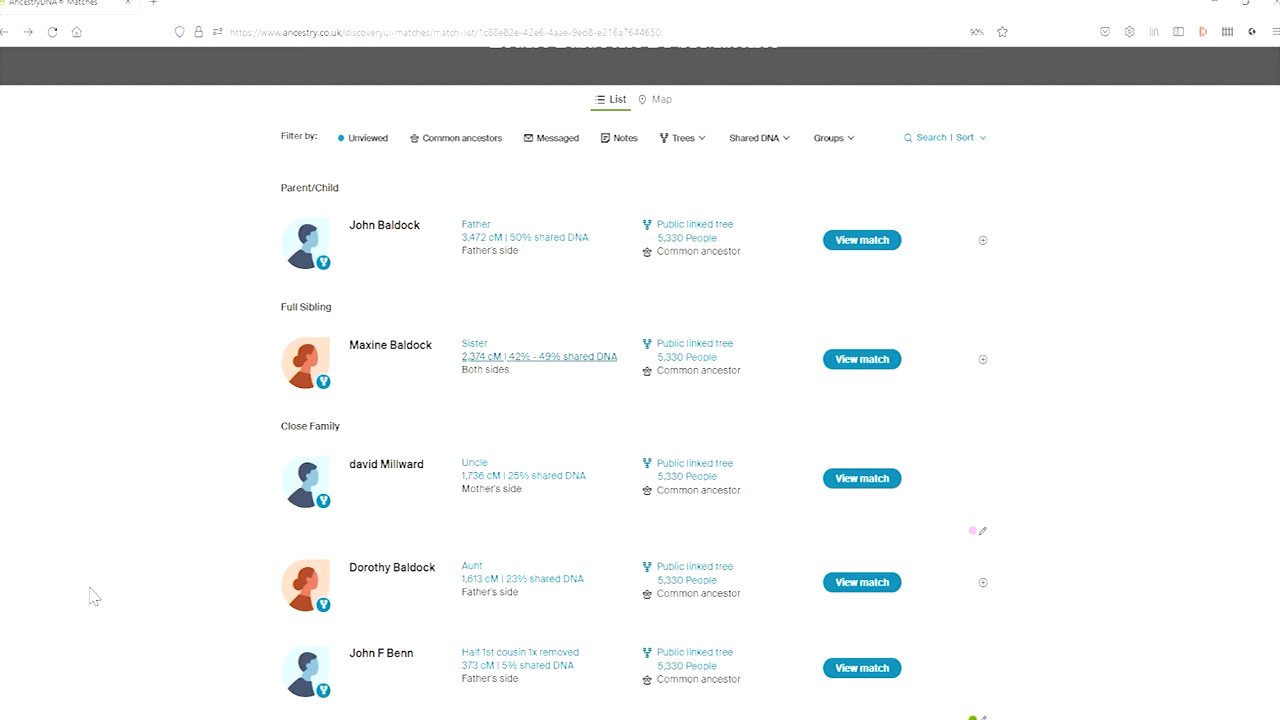 AncestryDNA® Matches
https://www.ancestry.co.uk/discoveryui-matches/match-list/1c88e82e-42e6-4aae-9ed8-e216a7644650
90%
List
Map
Filter by:
Unviewed
Common ancestors
Messaged
Notes
Trees
Shared DNA
Groups
Search | Sort
Parent/Child
John Baldock
Father
3,472 cM | 50% shared DNA
Father's side
Public linked tree
5,330 People
Common ancestor
View match
Full Sibling
Maxine Baldock
Sister
2,374 cM | 42% - 49% shared DNA
Both sides
Public linked tree
5,330 People
Common ancestor
View match
Close Family
david Millward
Uncle
1,736 cM | 25% shared DNA
Mother's side
Public linked tree
5,330 People
Common ancestor
View match
Dorothy Baldock
Aunt
1,613 cM | 23% shared DNA
Father's side
Public linked tree
5,330 People
Common ancestor
View match
John F Benn
Half 1st cousin 1x removed
373 cM | 5% shared DNA
Father's side
Public linked tree
5,330 People
Common ancestor
View match